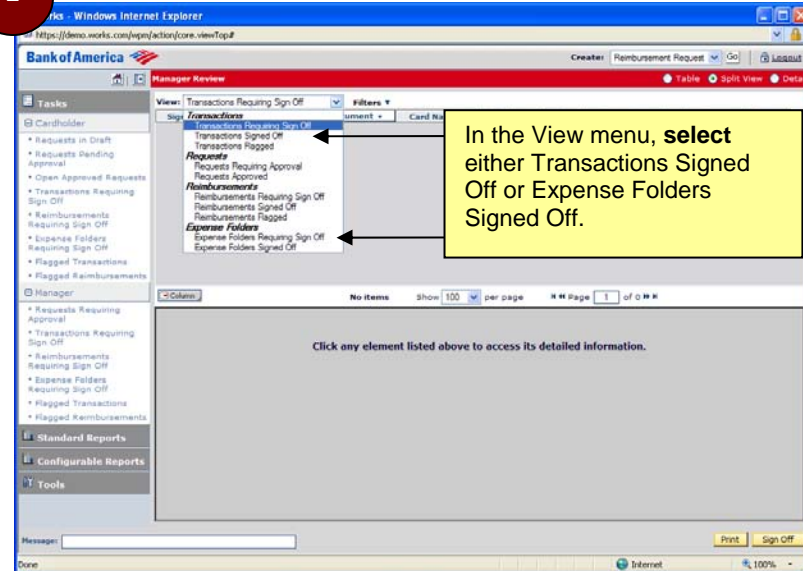 rks - Windows Internet Explorer
https://demo.works.com/wpm/action/core.viewTop#
Bank of America
Create: Reimbursement Request Go Logout
Manager Review
Table Split View Deta
Tasks
View: Transactions Requiring Sign Off Filters
Sig
ument
Card Na
Transactions
Transactions Requiring Sign Off
Transactions Signed Off
Transactions Flagged
Requests
Requests Requiring Approval
Requests Approved
Reimbursements
Reimbursements Requiring Sign Off
Reimbursements Signed Off
Reimbursements Flagged
Expense Folders
Expense Folders Requiring Sign Off
Expense Folders Signed Off
In the View menu, select
either Transactions Signed
Off or Expense Folders
Signed Off.
Cardholder
* Requests in Draft
* Requests Pending
Approval
* Open Approved Requests
* Transactions Requiring
Sign Off
* Reimbursements
Requiring Sign Off
* Expense Folders
Requiring Sign Off
* Flagged Transactions
* Flagged Reimbursements
Manager
* Requests Requiring
Approval
* Transactions Requiring
Sign Off
* Reimbursements
Requiring Sign Off
* Expense Folders
Requiring Sign Off
* Flagged Transactions
* Flagged Reimbursements
Standard Reports
Configurable Reports
Tools
Column
No items Show 100 per page Page 1 of 0
Click any element listed above to access its detailed information.
Message:
Print Sign Off
Done
Internet 100%